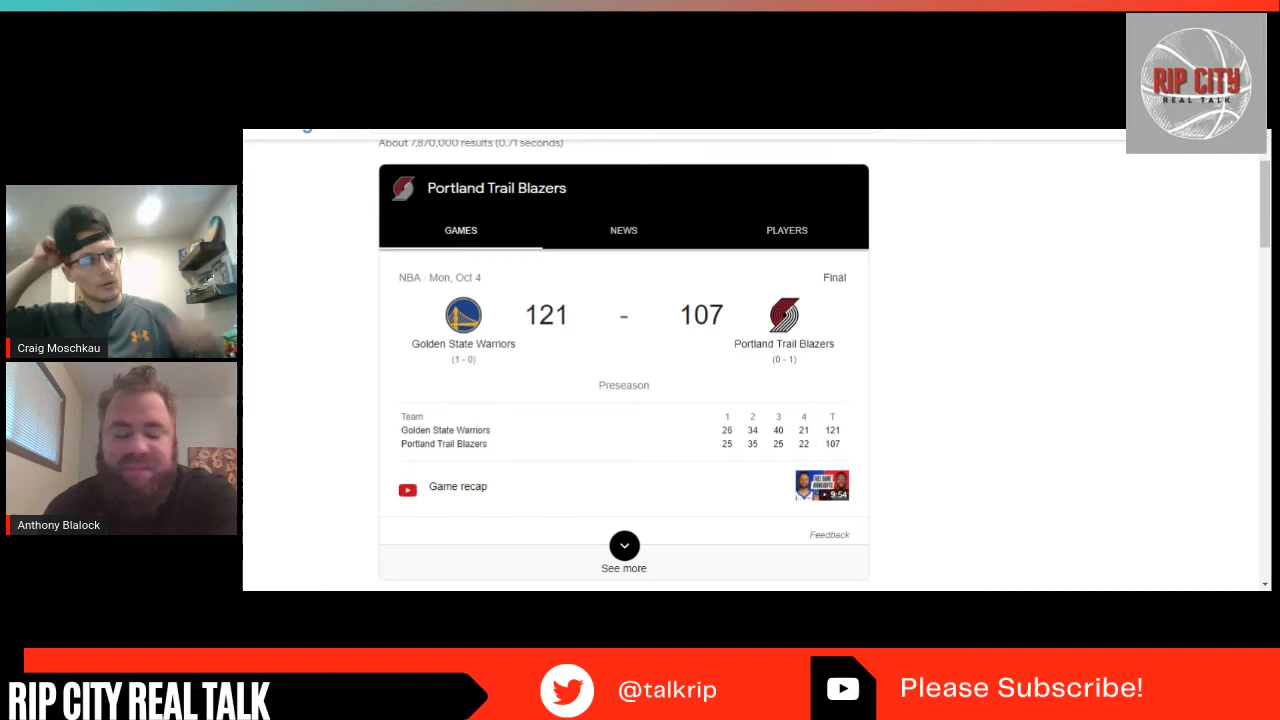 RIP CITY
REAL TALK
About 7,870,000 results (0.71 seconds)
Portland Trail Blazers
GAMES NEWS PLAYERS
NBA · Mon, Oct 4 Final
121 - 107
Golden State Warriors Portland Trail Blazers
(1 - 0) (0 - 1)
Preseason
Team 1 2 3 4 T
Golden State Warriors 26 34 40 21 121
Portland Trail Blazers 25 35 25 22 107
Game recap
9:54
Feedback
See more
Craig Moschkau
Anthony Blalock
RIP CITY REAL TALK
@talkrip
Please Subscribe!